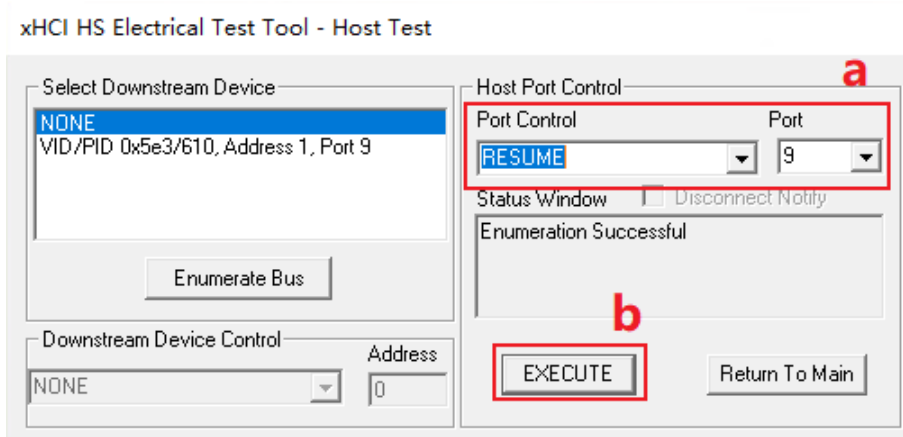 xHCI HS Electrical Test Tool - Host Test
Select Downstream Device
NONE
VID/PID 0x5e3/610, Address 1, Port 9
Enumerate Bus
Downstream Device Control
Address
NONE
0
Host Port Control
a
Port Control
Port
RESUME
9
Status Window
Disconnect Notify
Enumeration Successful
b
EXECUTE
Return To Main